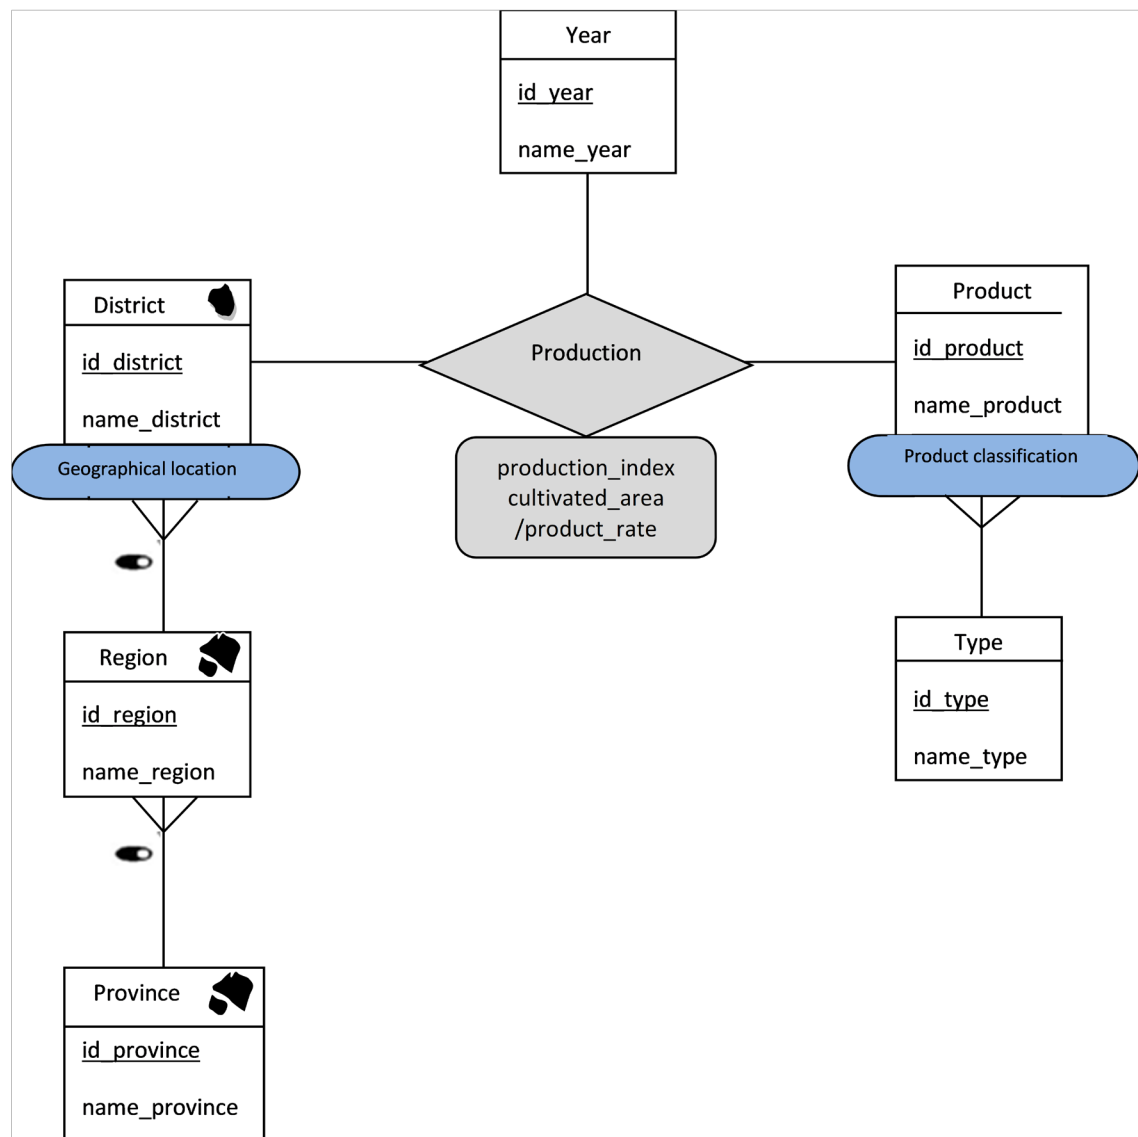 Year
id_year
name_year
District
id_district
name_district
Geographical location
Production
production_index
cultivated_area
/product_rate
Product
id_product
name_product
Product classification
Region
id_region
name_region
Type
id_type
name_type
Province
id_province
name_province